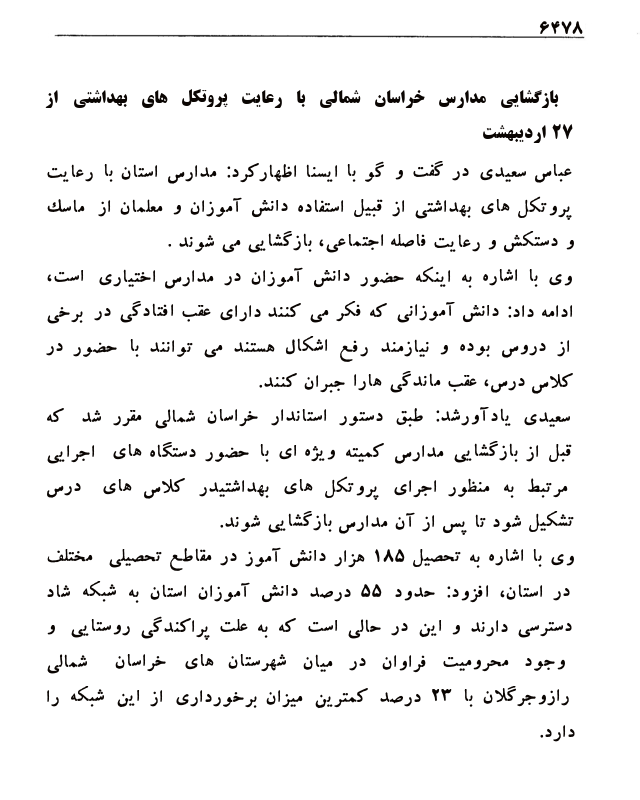 ۶۴۷۸
بازگشایی مدارس خراسان شمالی با رعایت پروتکل های بهداشتی از
۲۷ اردیبهشت
عباس سعیدی در گفت و گو با ایسنا اظهارکرد: مدارس استان با رعایت
پروتکل های بهداشتی از قبیل استفاده دانش آموزان و معلمان از ماسک
و دستکش و رعایت فاصله اجتماعی، بازگشایی می شوند .
وی با اشاره به اینکه حضور دانش آموزان در مدارس اختیاری است،
ادامه داد: دانش آموزانی که فکر می کنند دارای عقب افتادگی در برخی
از دروس بوده و نیازمند رفع اشکال هستند می توانند با حضور در
کلاس درس، عقب ماندگی هارا جبران کنند.
سعیدی یادآورشد: طبق دستور استاندار خراسان شمالی مقرر شد که
قبل از بازگشایی مدارس کمیته ویژه ای با حضور دستگاه های اجرایی
مرتبط به منظور اجرای پروتکل های بهداشتیدر کلاس های درس
تشکیل شود تا پس از آن مدارس بازگشایی شوند.
وی با اشاره به تحصیل ۱۸۵ هزار دانش آموز در مقاطع تحصیلی مختلف
در استان، افزود: حدود ۵۵ درصد دانش آموزان استان به شبکه شاد
دسترسی دارند و این در حالی است که به علت پراکندگی روستایی و
وجود محرومیت فراوان در میان شهرستان های خراسان شمالی
رازوجرگلان با ۲۳ درصد کمترین میزان برخورداری از این شبکه را
دارد.